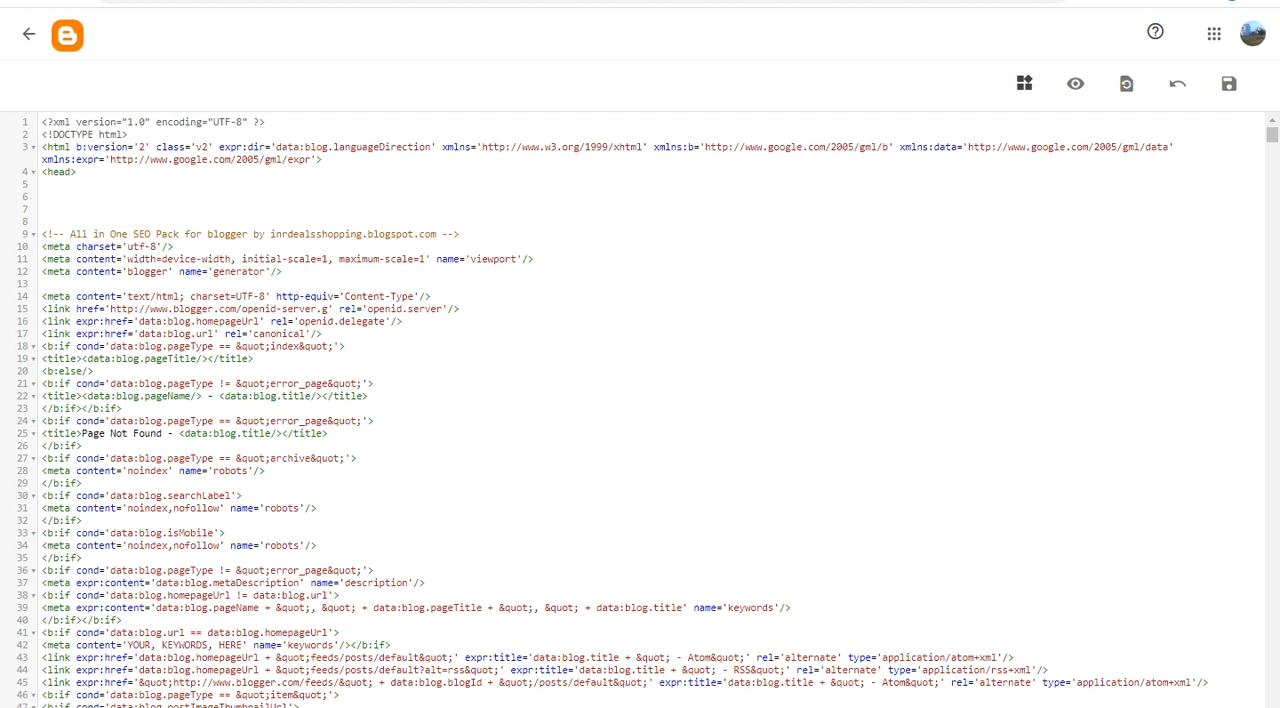 1 <?xml version="1.0" encoding="UTF-8" ?>
2 <!DOCTYPE html>
3 <html b:version='2' class='v2' expr:dir='data:blog.languageDirection' xmlns='http://www.w3.org/1999/xhtml' xmlns:b='http://www.google.com/2005/gml/b' xmlns:data='http://www.google.com/2005/gml/data'
xmlns:expr='http://www.google.com/2005/gml/expr'>
4 <head>
5
6
7
8
9 <!-- All in One SEO Pack for blogger by inrdealsshopping.blogspot.com -->
10 <meta charset='utf-8'/>
11 <meta content='width=device-width, initial-scale=1, maximum-scale=1' name='viewport'/>
12 <meta content='blogger' name='generator'/>
13
14 <meta content='text/html; charset=UTF-8' http-equiv='Content-Type'/>
15 <link href='http://www.blogger.com/openid-server.g' rel='openid.server'/>
16 <link expr:href='data:blog.homepageUrl' rel='openid.delegate'/>
17 <link expr:href='data:blog.url' rel='canonical'/>
18 <b:if cond='data:blog.pageType == &quot;index&quot;'>
19 <title><data:blog.pageTitle/></title>
20 <b:else/>
21 <b:if cond='data:blog.pageType != &quot;error_page&quot;'>
22 <title><data:blog.pageName/> - <data:blog.title/></title>
23 </b:if></b:if>
24 <b:if cond='data:blog.pageType == &quot;error_page&quot;'>
25 <title>Page Not Found - <data:blog.title/></title>
26 </b:if>
27 <b:if cond='data:blog.pageType == &quot;archive&quot;'>
28 <meta content='noindex' name='robots'/>
29 </b:if>
30 <b:if cond='data:blog.searchLabel'>
31 <meta content='noindex,nofollow' name='robots'/>
32 </b:if>
33 <b:if cond='data:blog.isMobile'>
34 <meta content='noindex,nofollow' name='robots'/>
35 </b:if>
36 <b:if cond='data:blog.pageType != &quot;error_page&quot;'>
37 <meta expr:content='data:blog.metaDescription' name='description'/>
38 <b:if cond='data:blog.homepageUrl != data:blog.url'>
39 <meta expr:content='data:blog.pageName + &quot;, &quot; + data:blog.pageTitle + &quot;, &quot; + data:blog.title' name='keywords'/>
40 </b:if></b:if>
41 <b:if cond='data:blog.url == data:blog.homepageUrl'>
42 <meta content='YOUR, KEYWORDS, HERE' name='keywords'/></b:if>
43 <link expr:href='data:blog.homepageUrl + &quot;feeds/posts/default&quot;' expr:title='data:blog.title + &quot; - Atom&quot;' rel='alternate' type='application/atom+xml'/>
44 <link expr:href='data:blog.homepageUrl + &quot;feeds/posts/default?alt=rss&quot;' expr:title='data:blog.title + &quot; - RSS&quot;' rel='alternate' type='application/rss+xml'/>
45 <link expr:href='&quot;http://www.blogger.com/feeds/&quot; + data:blog.blogId + &quot;/posts/default&quot;' expr:title='data:blog.title + &quot; - Atom&quot;' rel='alternate' type='application/atom+xml'/>
46 <b:if cond='data:blog.pageType == &quot;item&quot;'>
47 <b:if cond='data:blog.postImageThumbnailUrl'>